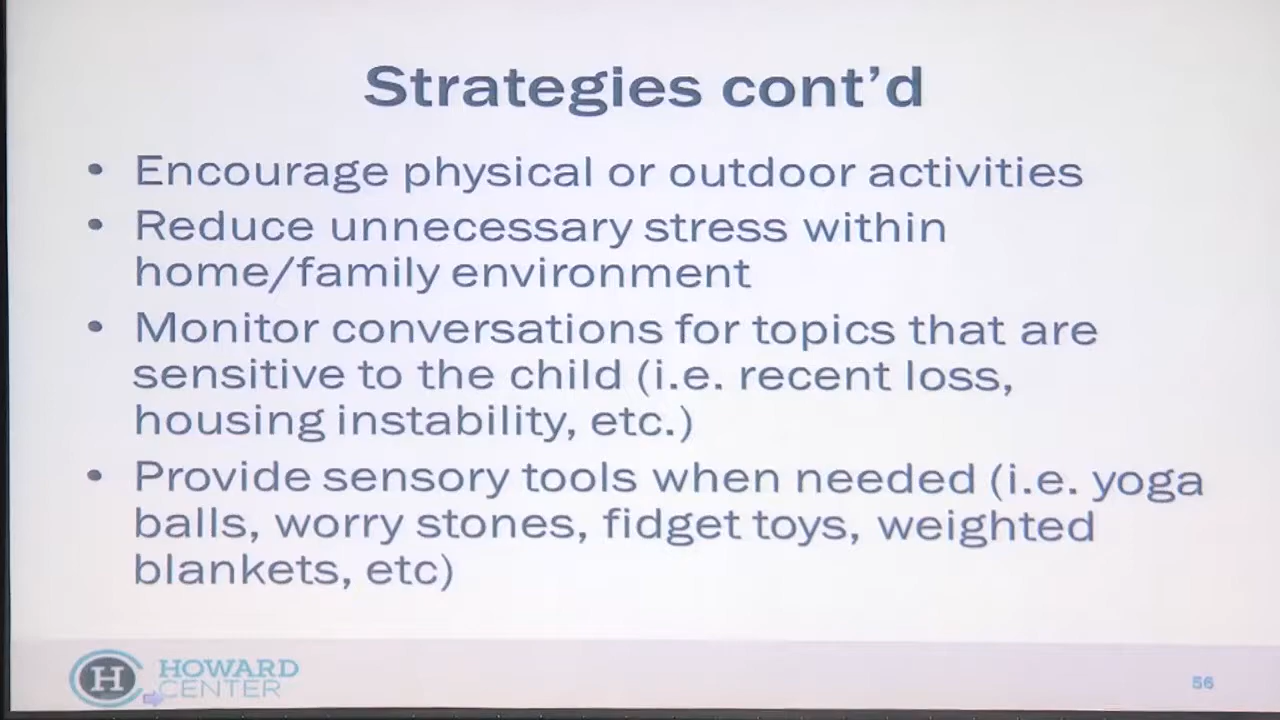 Strategies cont’d
• Encourage physical or outdoor activities
• Reduce unnecessary stress within
home/family environment
• Monitor conversations for topics that are
sensitive to the child (i.e. recent loss,
housing instability, etc.)
• Provide sensory tools when needed (i.e. yoga
balls, worry stones, fidget toys, weighted
blankets, etc)
H HOWARD
CENTER
56